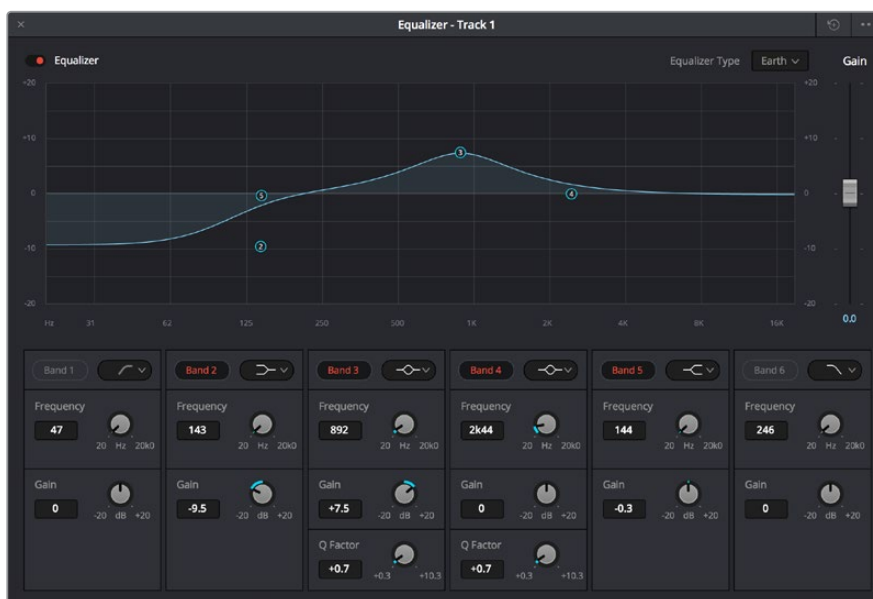 Equalizer - Track 1
Equalizer
Equalizer Type Earth Gain
+20 +20
+10 +10
0 0
-10 -10
-20 -20
5
3
4
2
Hz 31 62 125 250 500 1K 2K 4K 8K 16K
0.0
Band 1 Band 2 Band 3 Band 4 Band 5 Band 6
Frequency Frequency Frequency Frequency Frequency Frequency
47 143 892 2k44 144 246
20 Hz 20k0 20 Hz 20k0 20 Hz 20k0 20 Hz 20k0 20 Hz 20k0 20 Hz 20k0
Gain Gain Gain Gain Gain Gain
0 -9.5 +7.5 0 -0.3 0
-20 dB +20 -20 dB +20 -20 dB +20 -20 dB +20 -20 dB +20 -20 dB +20
Q Factor Q Factor
+0.7 +0.7
+0.3 +10.3 +0.3 +10.3